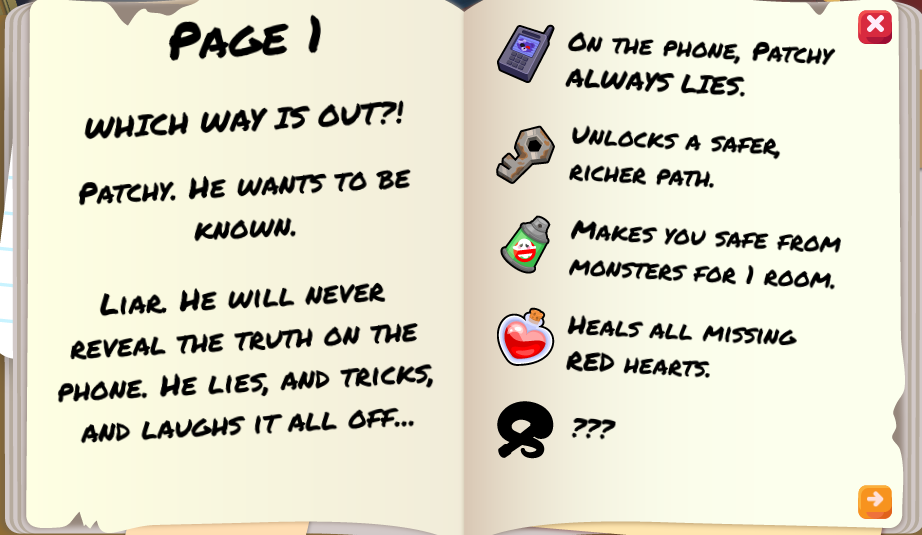 PAGE 1
WHICH WAY IS OUT?!
PATCHY. HE WANTS TO BE
KNOWN.
LIAR. HE WILL NEVER
REVEAL THE TRUTH ON THE
PHONE. HE LIES, AND TRICKS,
AND LAUGHS IT ALL OFF...
ON THE PHONE, PATCHY
ALWAYS LIES.
UNLOCKS A SAFER,
RICHER PATH.
MAKES YOU SAFE FROM
MONSTERS FOR 1 ROOM.
HEALS ALL MISSING
RED HEARTS.
???